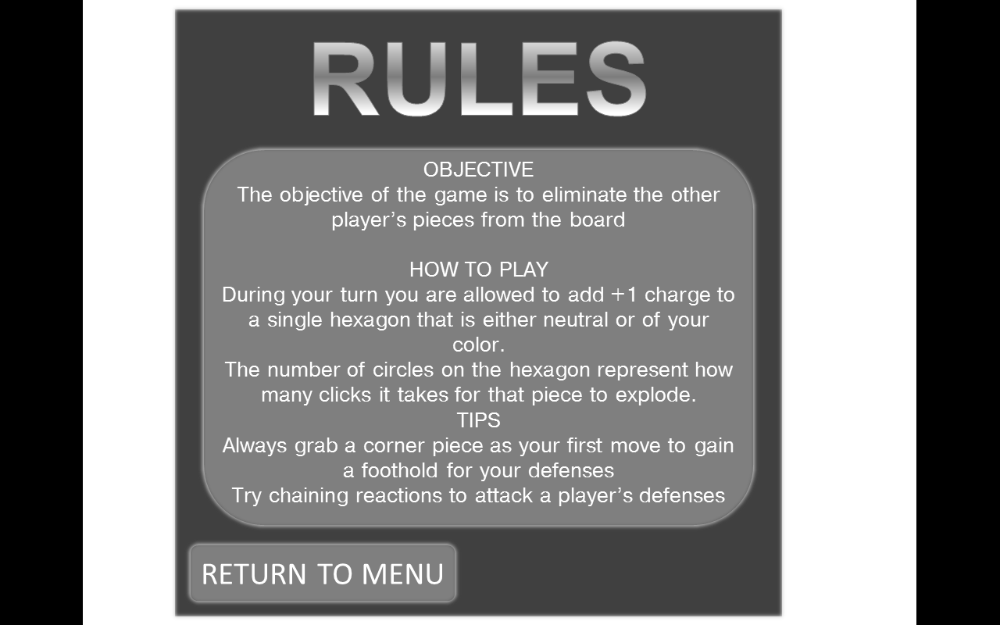 RULES
OBJECTIVE
The objective of the game is to eliminate the other
player’s pieces from the board
HOW TO PLAY
During your turn you are allowed to add +1 charge to
a single hexagon that is either neutral or of your
color.
The number of circles on the hexagon represent how
many clicks it takes for that piece to explode.
TIPS
Always grab a corner piece as your first move to gain
a foothold for your defenses
Try chaining reactions to attack a player’s defenses
RETURN TO MENU